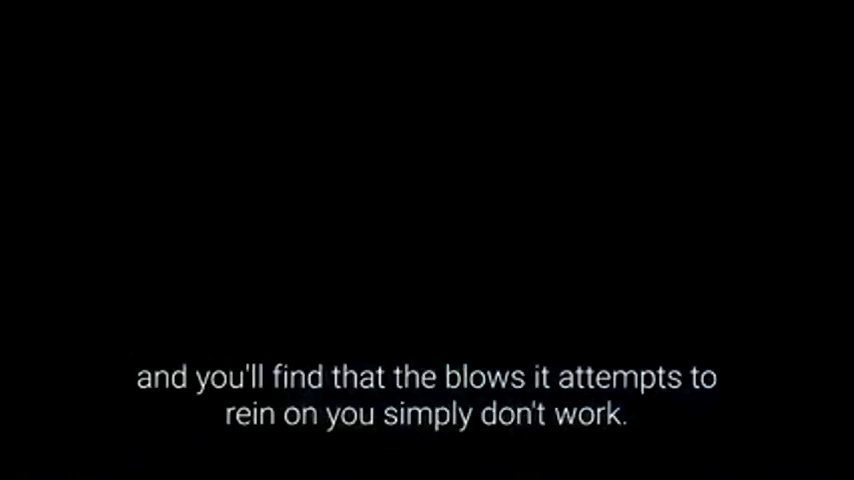 and you'll find that the blows it attempts to
rein on you simply don't work.